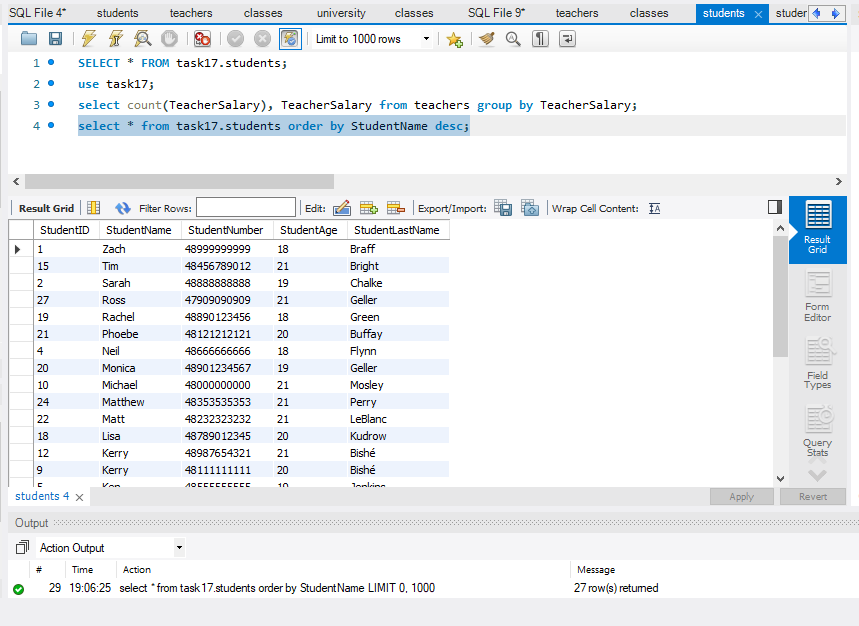 SQL File 4* students teachers classes university classes SQL File 9* teachers classes students studer
Limit to 1000 rows
1 SELECT * FROM task17.students;
2 use task17;
3 select count(TeacherSalary), TeacherSalary from teachers group by TeacherSalary;
4 select * from task17.students order by StudentName desc;
Result Grid Filter Rows: Edit: Export/Import: Wrap Cell Content:
StudentID StudentName StudentNumber StudentAge StudentLastName
1 Zach 48999999999 18 Braff
15 Tim 48456789012 21 Bright
2 Sarah 48888888888 19 Chalke
27 Ross 47909090909 21 Geller
19 Rachel 48890123456 18 Green
21 Phoebe 48121212121 20 Buffay
4 Neil 48666666666 18 Flynn
20 Monica 48901234567 19 Geller
10 Michael 48000000000 21 Mosley
24 Matthew 48353535353 21 Perry
22 Matt 48232323232 21 LeBlanc
18 Lisa 48789012345 20 Kudrow
12 Kerry 48987654321 21 Bishé
9 Kerry 48111111111 20 Bishé
Result
Grid
Form
Editor
Field
Types
Query
Stats
students 4
Apply Revert
Output
Action Output
# Time Action Message
29 19:06:25 select * from task17.students order by StudentName LIMIT 0, 1000 27 row(s) returned